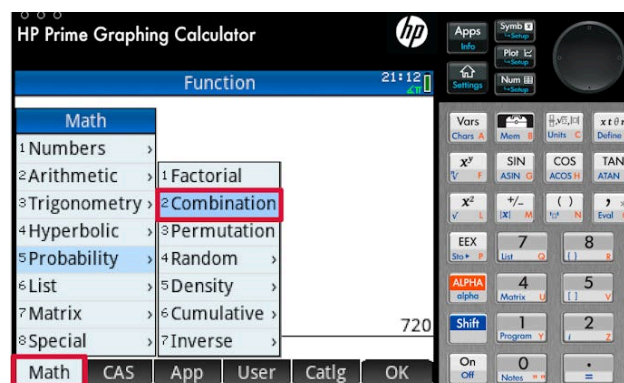 HP Prime Graphing Calculator
hp
Function 21:12
Math
1 Numbers
2 Arithmetic
3 Trigonometry
4 Hyperbolic
5 Probability
6 List
7 Matrix
8 Special
1 Factorial
2 Combination
3 Permutation
4 Random
5 Density
6 Cumulative
7 Inverse
720
Math CAS App User Catlg OK
Apps
Info
Symb
Setup
Plot
Setup
Settings
Num
Setup
Vars
Chars A
Mem B
Units C
x t θ n
Define
xʸ
F
SIN
ASIN G
COS
ACOS H
TAN
ATAN
x²
√ L
+/-
|x| M
( )
N
,
Eval
EEX
Sto P
7
List Q
8
{ } R
ALPHA
alpha
4
Matrix U
5
[ ] V
Shift
1
Program Y
2
i Z
On
Off
0
Notes " "
.
=